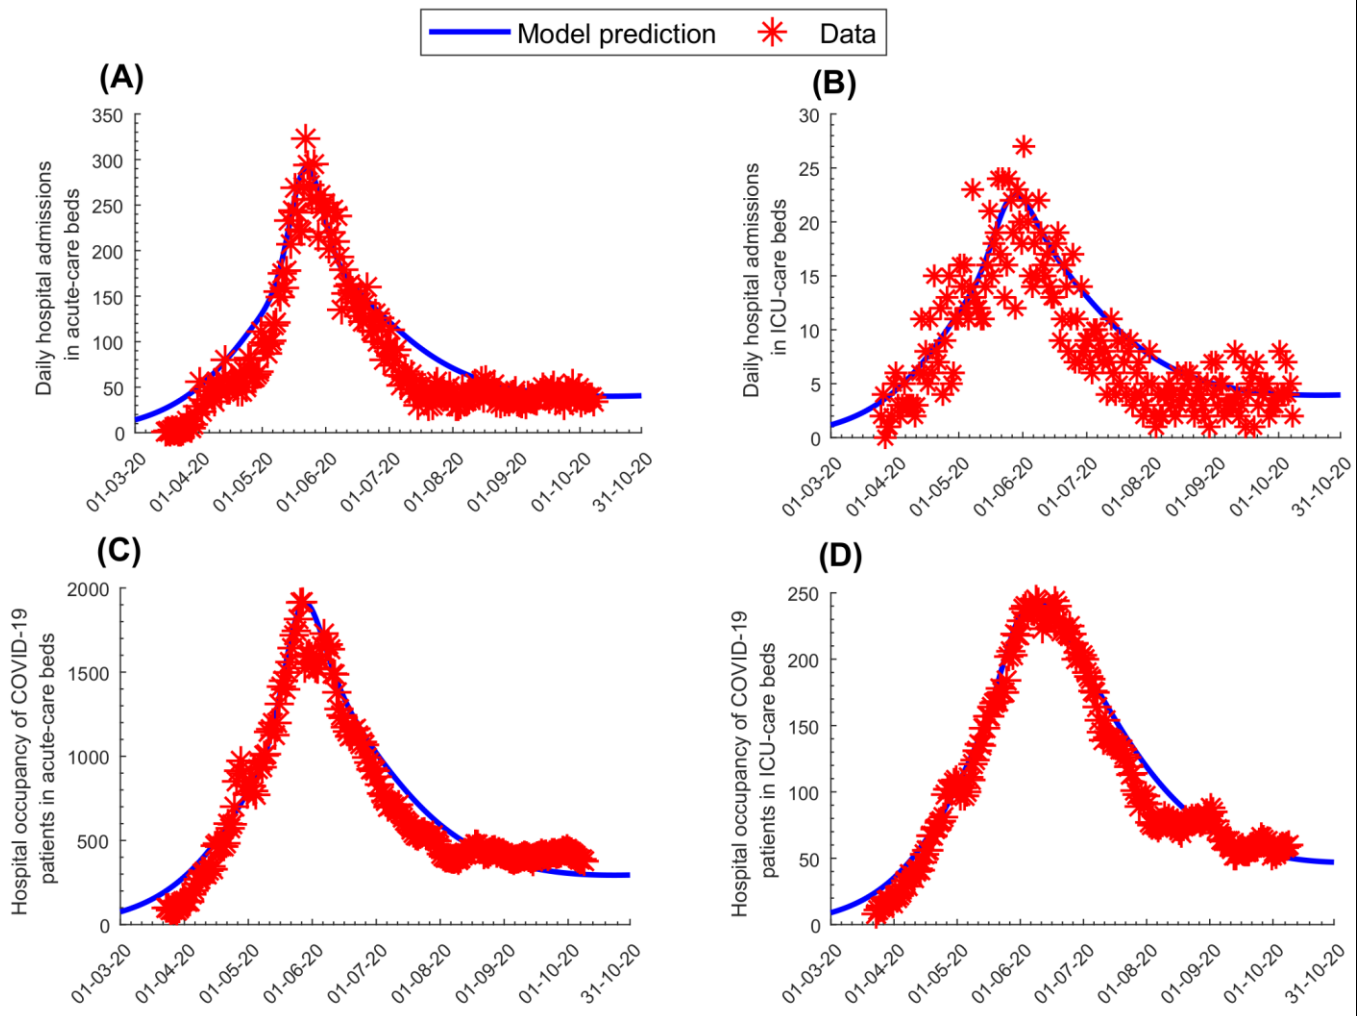 Model prediction Data
(A)
Daily hospital admissions
in acute-care beds
350
300
250
200
150
100
50
0
01-03-20 01-04-20 01-05-20 01-06-20 01-07-20 01-08-20 01-09-20 01-10-20 31-10-20
(B)
Daily hospital admissions
in ICU-care beds
30
25
20
15
10
5
0
01-03-20 01-04-20 01-05-20 01-06-20 01-07-20 01-08-20 01-09-20 01-10-20 31-10-20
(C)
Hospital occupancy of COVID-19
patients in acute-care beds
2000
1500
1000
500
0
01-03-20 01-04-20 01-05-20 01-06-20 01-07-20 01-08-20 01-09-20 01-10-20 31-10-20
(D)
Hospital occupancy of COVID-19
patients in ICU-care beds
250
200
150
100
50
0
01-03-20 01-04-20 01-05-20 01-06-20 01-07-20 01-08-20 01-09-20 01-10-20 31-10-20